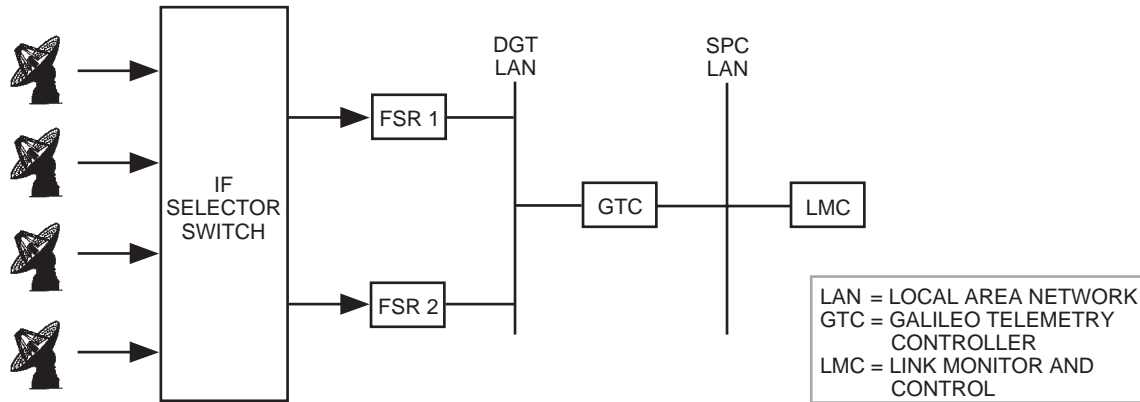 DGT
LAN
SPC
LAN
FSR 1
IF
SELECTOR
SWITCH
GTC
LMC
FSR 2
LAN = LOCAL AREA NETWORK
GTC = GALILEO TELEMETRY
CONTROLLER
LMC = LINK MONITOR AND
CONTROL